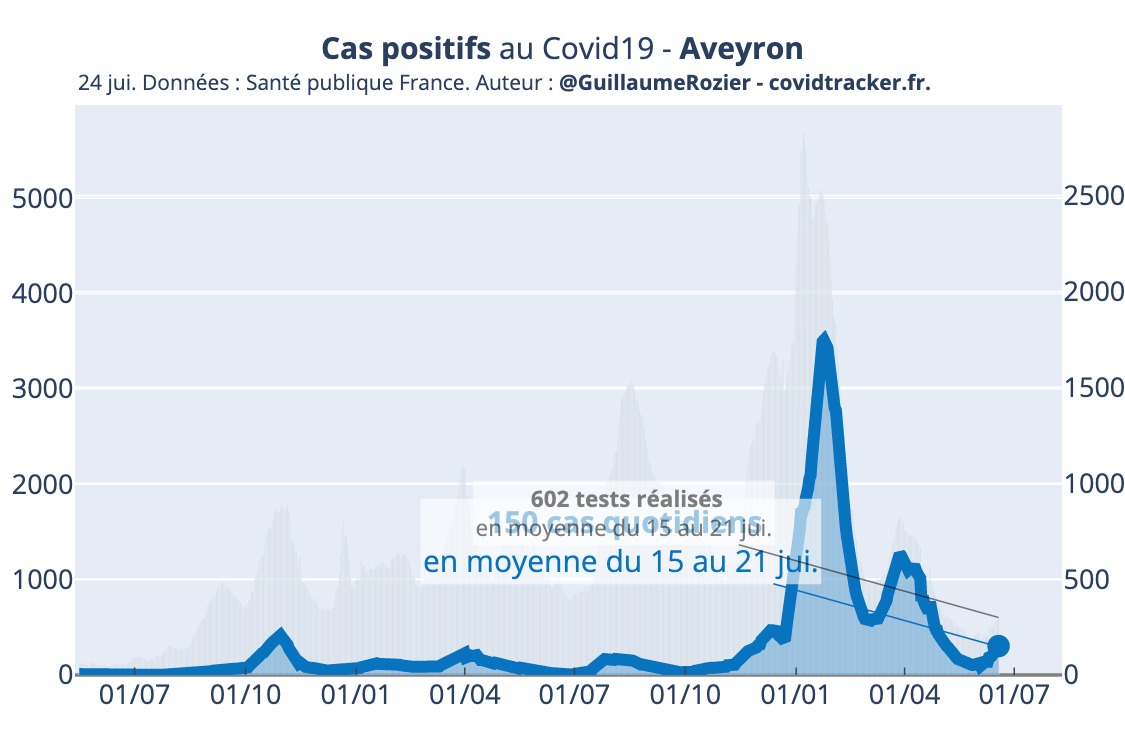 Cas positifs au Covid19 - Aveyron
24 jui. Données : Santé publique France. Auteur : @GuillaumeRozier - covidtracker.fr.
5000
4000
3000
2000
1000
0
2500
2000
1500
1000
500
0
602 tests réalisés
en moyenne du 15 au 21 jui.
150 cas quotidiens
en moyenne du 15 au 21 jui.
01/07 01/10 01/01 01/04 01/07 01/10 01/01 01/04 01/07